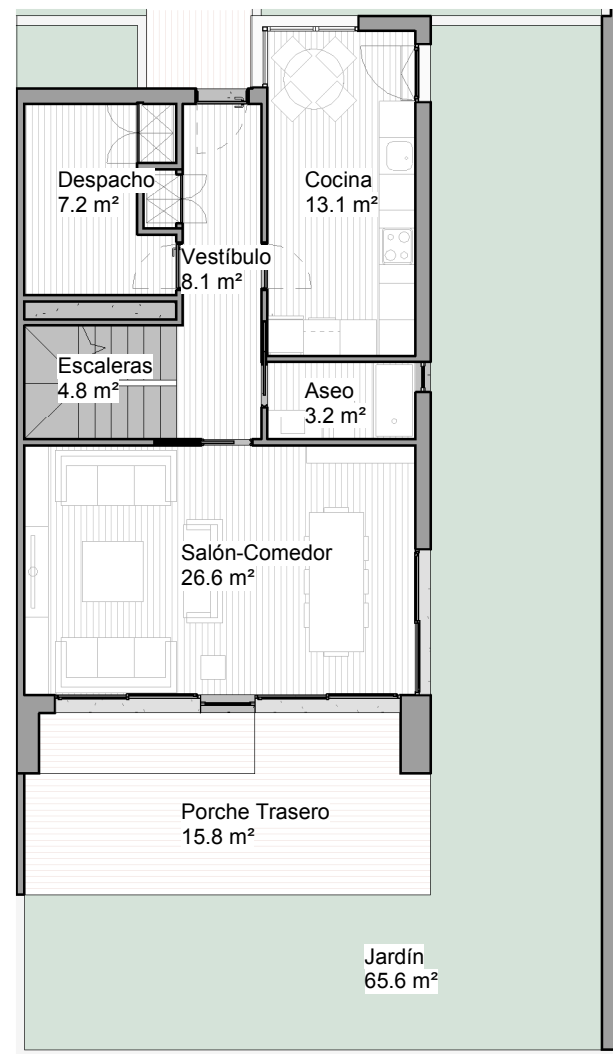 Despacho
7.2 m²
Cocina
13.1 m²
Vestíbulo
8.1 m²
Escaleras
4.8 m²
Aseo
3.2 m²
Salón-Comedor
26.6 m²
Porche Trasero
15.8 m²
Jardín
65.6 m²